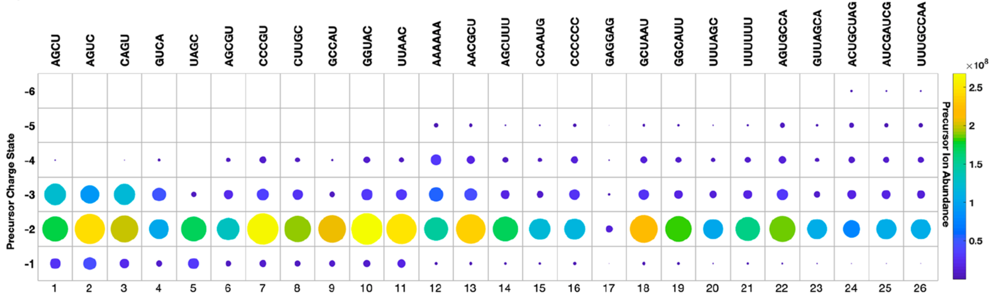 AGCU
AGUC
CAGU
GUCA
UAGC
AGCGU
CCCGU
CUUGC
GCCAU
GGUAC
UUAAC
AAAAAA
AACGCU
AGCUUU
CCAAUG
CCCCCC
GAGGAG
GCUAAU
GGCAUU
UUUAGC
UUUUUU
AGUGCCA
GUUAGCA
ACUGCUAG
AUCGAUCG
UUUGCCAA
×10⁸
Precursor Charge State
-6
-5
-4
-3
-2
-1
1 2 3 4 5 6 7 8 9 10 11 12 13 14 15 16 17 18 19 20 21 22 23 24 25 26
2.5
2
1.5
1
0.5
Precursor Ion Abundance